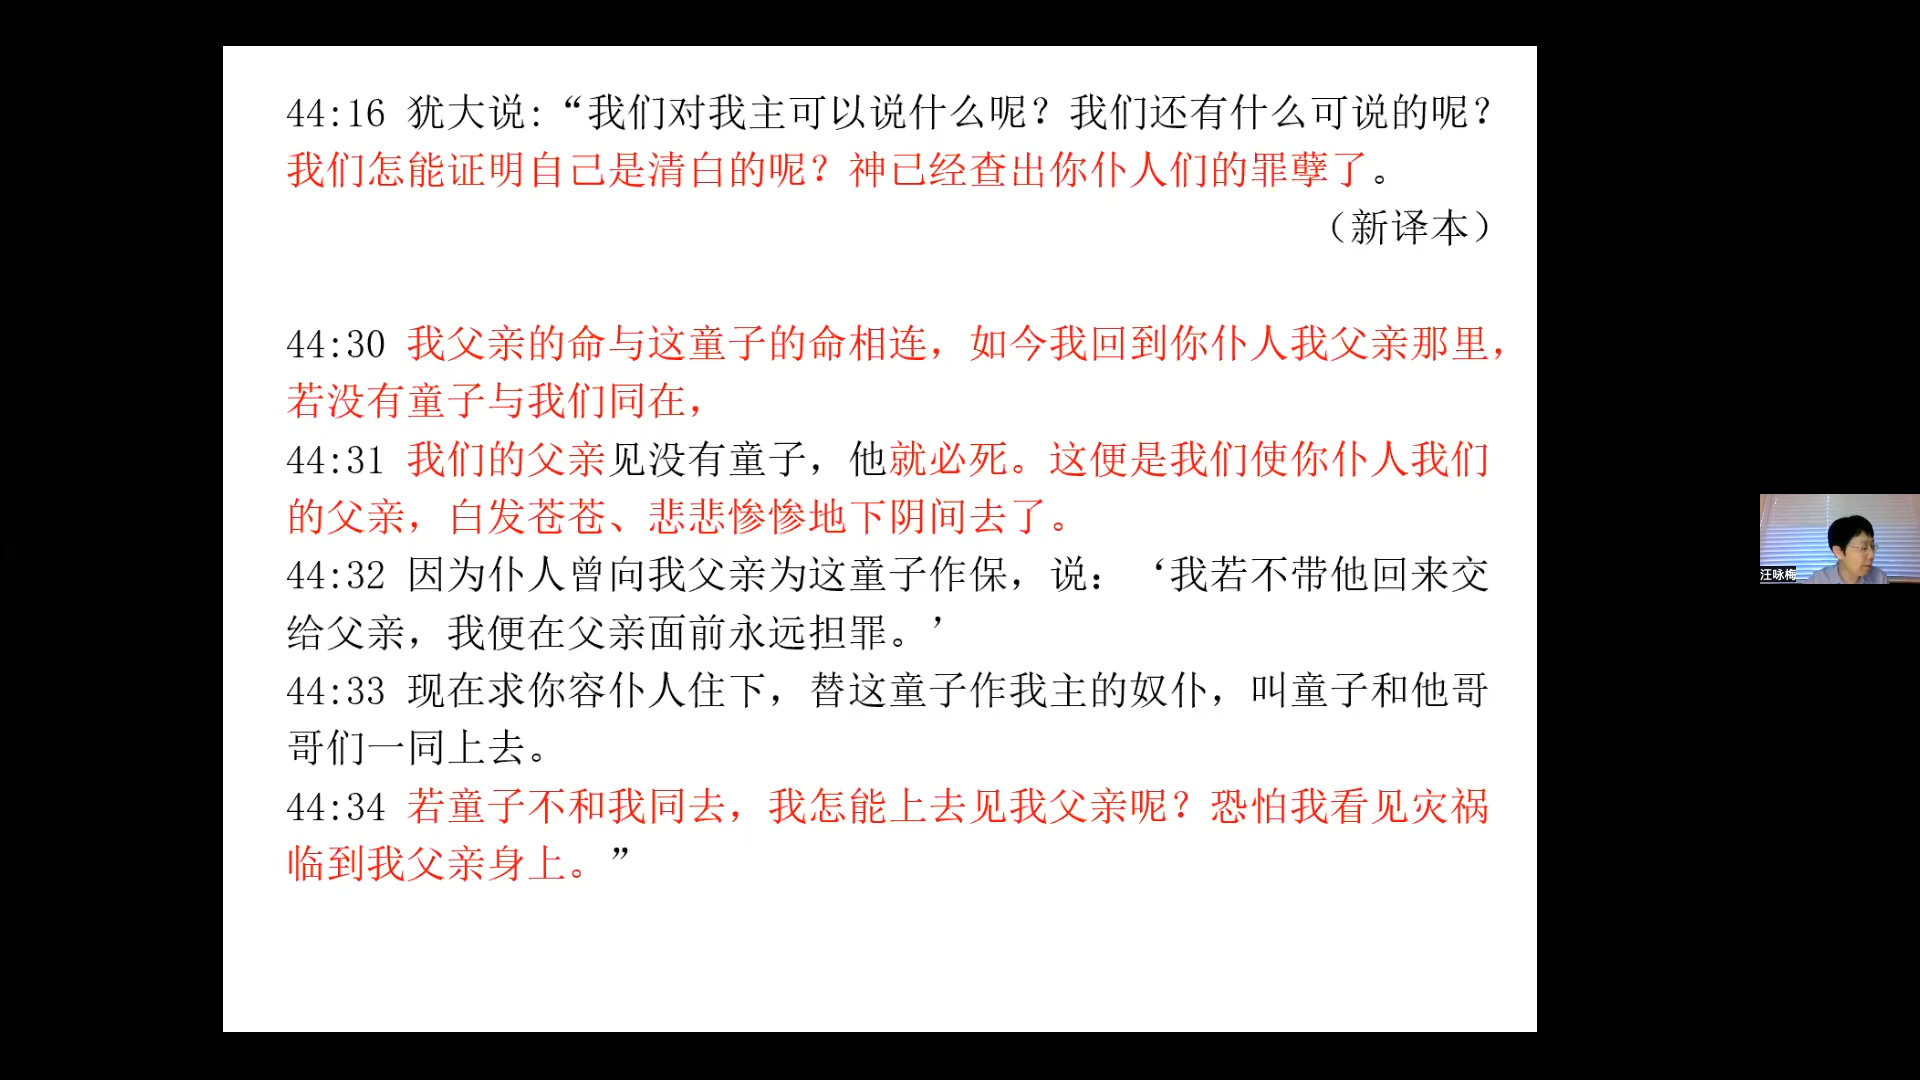 44:16 犹大说:“我们对我主可以说什么呢？我们还有什么可说的呢？
我们怎能证明自己是清白的呢？神已经查出你仆人们的罪孽了。
（新译本）
44:30 我父亲的命与这童子的命相连，如今我回到你仆人我父亲那里，
若没有童子与我们同在，
44:31 我们的父亲见没有童子，他就必死。这便是我们使你仆人我们
的父亲，白发苍苍、悲悲惨惨地下阴间去了。
44:32 因为仆人曾向我父亲为这童子作保，说：‘我若不带他回来交
给父亲，我便在父亲面前永远担罪。’
44:33 现在求你容仆人住下，替这童子作我主的奴仆，叫童子和他哥
哥们一同上去。
44:34 若童子不和我同去，我怎能上去见我父亲呢？恐怕我看见灾祸
临到我父亲身上。”
汪咏梅